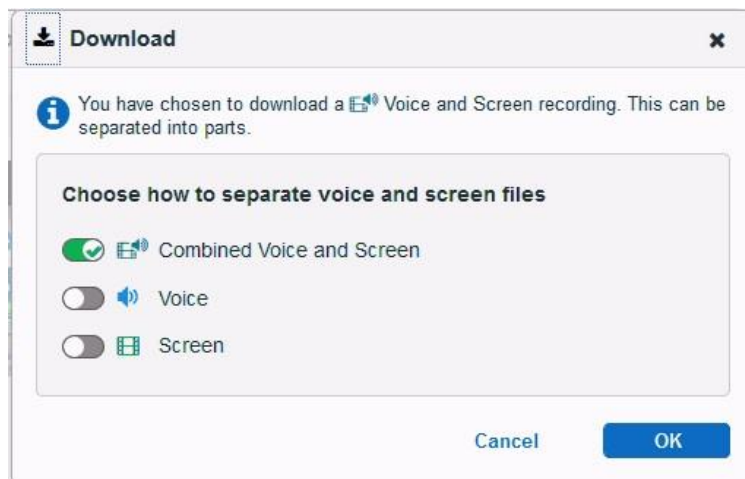 Download
You have chosen to download a Voice and Screen recording. This can be
separated into parts.
Choose how to separate voice and screen files
Combined Voice and Screen
Voice
Screen
Cancel OK